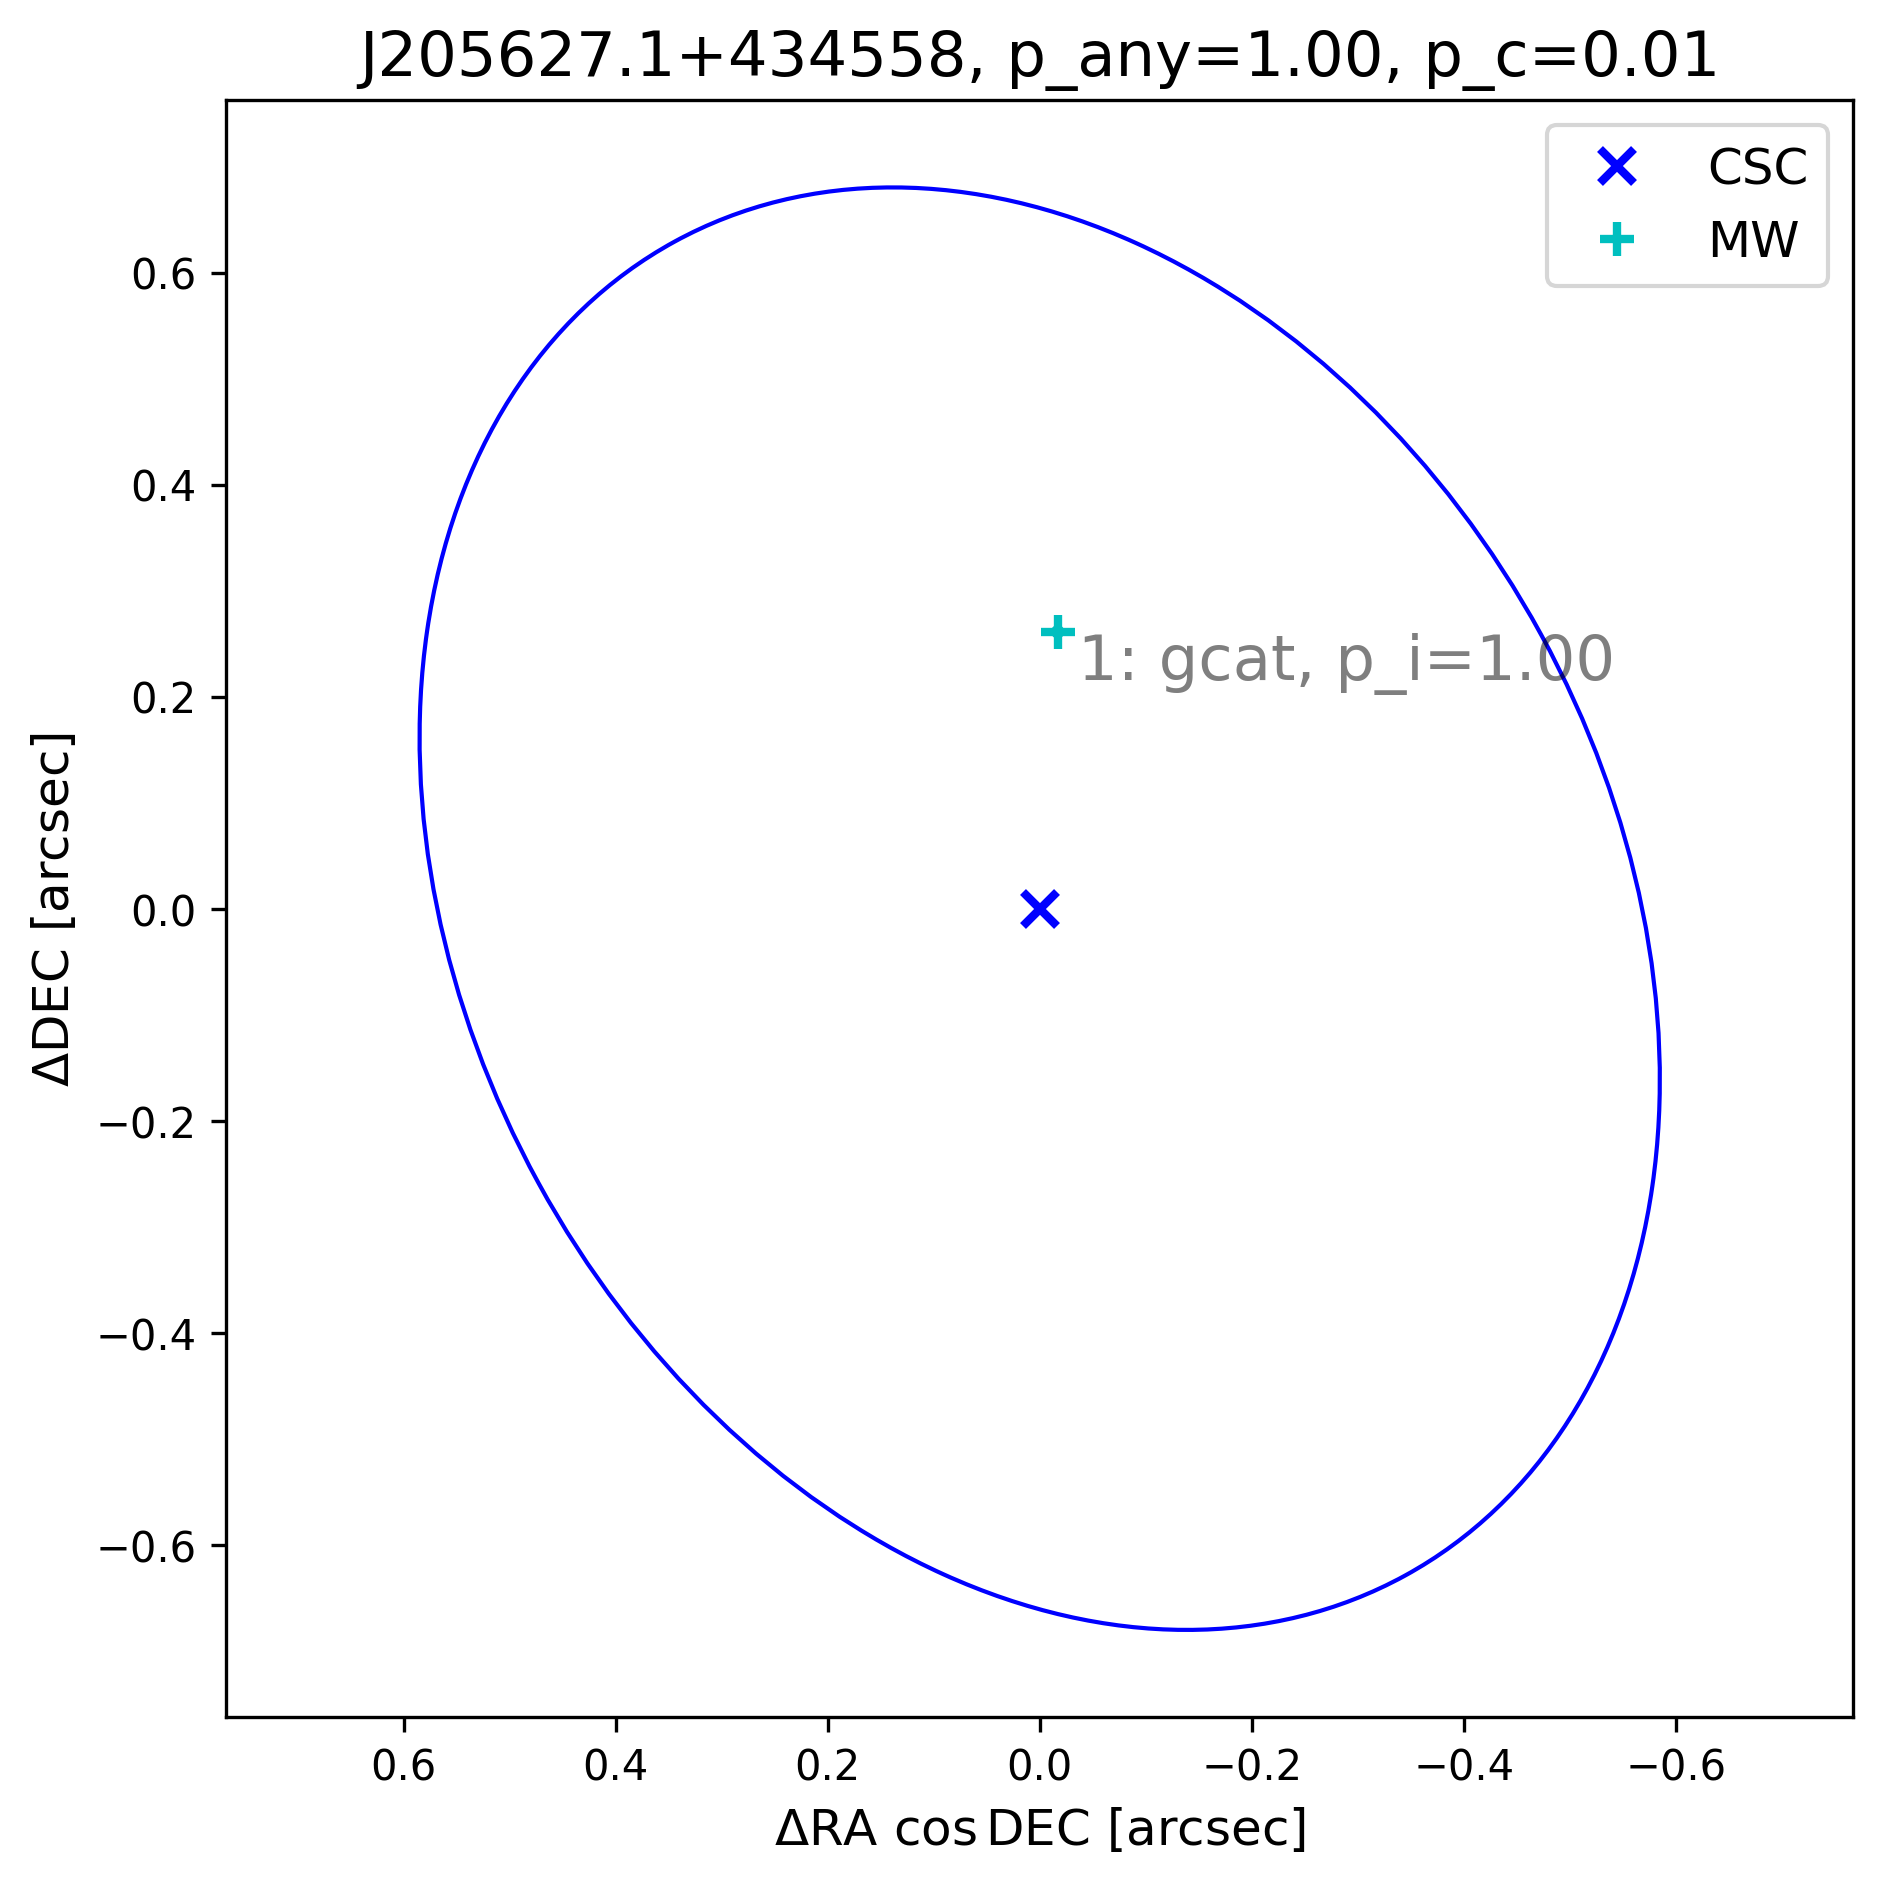 J205627.1+434558, p_any=1.00, p_c=0.01
CSC
MW
1: gcat, p_i=1.00
0.6
0.4
0.2
0.0
−0.2
−0.4
−0.6
ΔDEC [arcsec]
0.6
0.4
0.2
0.0
−0.2
−0.4
−0.6
ΔRA cos DEC [arcsec]